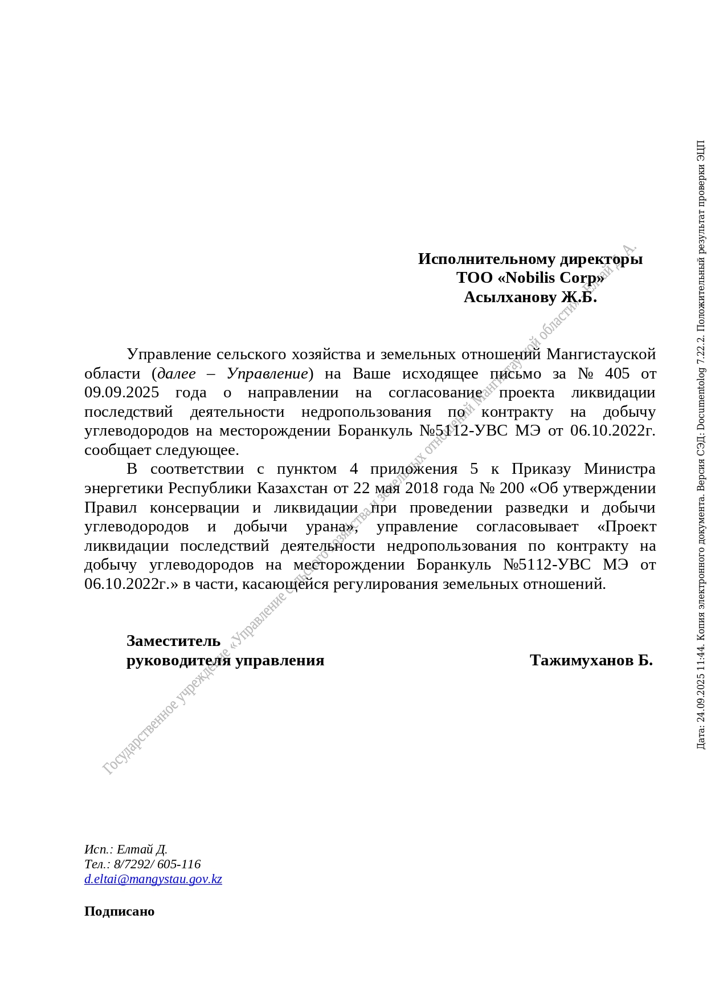 Исполнительному директоры
ТОО «Nobilis Corp»
Асылханову Ж.Б.
Управление сельского хозяйства и земельных отношений Мангистауской
области (далее – Управление) на Ваше исходящее письмо за № 405 от
09.09.2025 года о направлении на согласование проекта ликвидации
последствий деятельности недропользования по контракту на добычу
углеводородов на месторождении Боранкуль №5112-УВС МЭ от 06.10.2022г.
сообщает следующее.
В соответствии с пунктом 4 приложения 5 к Приказу Министра
энергетики Республики Казахстан от 22 мая 2018 года № 200 «Об утверждении
Правил консервации и ликвидации при проведении разведки и добычи
углеводородов и добычи урана», управление согласовывает «Проект
ликвидации последствий деятельности недропользования по контракту на
добычу углеводородов на месторождении Боранкуль №5112-УВС МЭ от
06.10.2022г.» в части, касающейся регулирования земельных отношений.
Заместитель
руководителя управления Тажимуханов Б.
Исп.: Елтай Д.
Тел.: 8/7292/ 605-116
d.eltai@mangystau.gov.kz
Подписано
Государственное учреждение «Управление сельского хозяйства и земельных отношений Мангистауской области» - Елтай Д. А.
Дата: 24.09.2025 11:44. Копия электронного документа. Версия СЭД: Documentolog 7.22.2. Положительный результат проверки ЭЦП